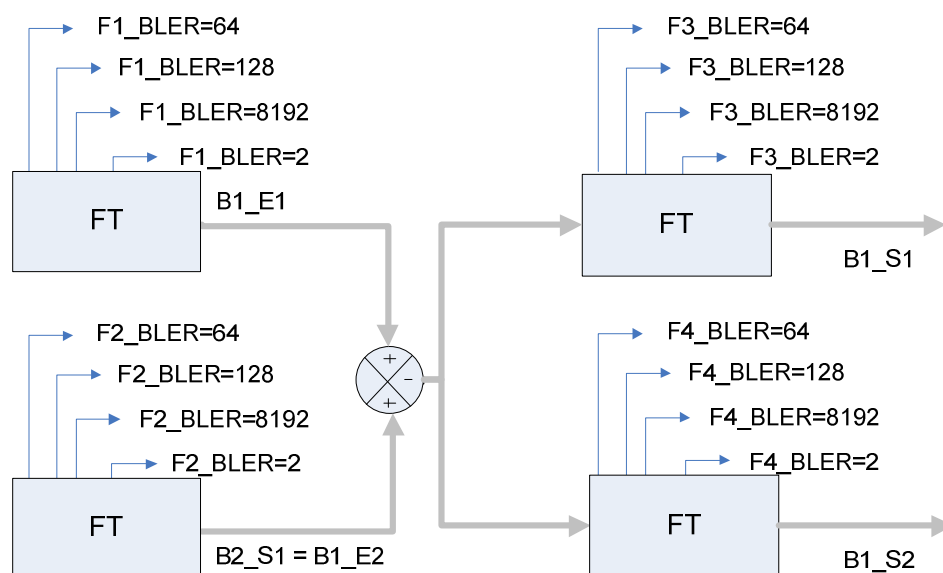 F1_BLER=64
F1_BLER=128
F1_BLER=8192
F1_BLER=2
FT
B1_E1
F3_BLER=64
F3_BLER=128
F3_BLER=8192
F3_BLER=2
FT
B1_S1
F2_BLER=64
F2_BLER=128
F2_BLER=8192
F2_BLER=2
FT
B2_S1 = B1_E2
+
-
+
F4_BLER=64
F4_BLER=128
F4_BLER=8192
F4_BLER=2
FT
B1_S2